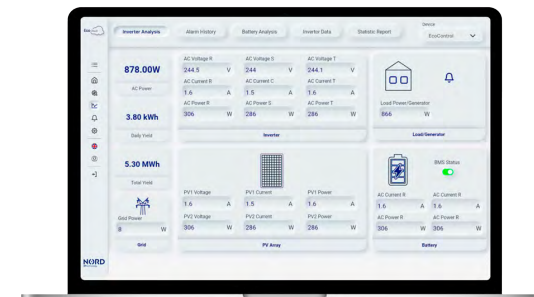 Eco
Inverter Analysis
Alarm History
Battery Analysis
Inverter Data
Statistic Report
Device
EcoControl
878.00W
AC Power
3.80 kWh
Daily Yield
5.30 MWh
Total Yield
Grid Power
8 W
Grid
AC Voltage R AC Voltage S AC Voltage T
244.5 V 244 V 244.1 V
AC Current R AC Current C AC Current T
1.6 A 1.5 A 1.6 A
AC Power R AC Power S AC Power T
306 W 286 W 286 W
Inverter
Load Power/Generator
866 W
Load/Generator
PV1 Voltage PV1 Current PV1 Power
1.6 A 1.5 A 1.6 A
PV2 Voltage PV2 Current PV2 Power
306 W 286 W 286 W
PV Array
BMS Status
AC Current R AC Current R
1.6 A 1.6 A
AC Power R AC Power R
306 W 306 W
Battery
NORD